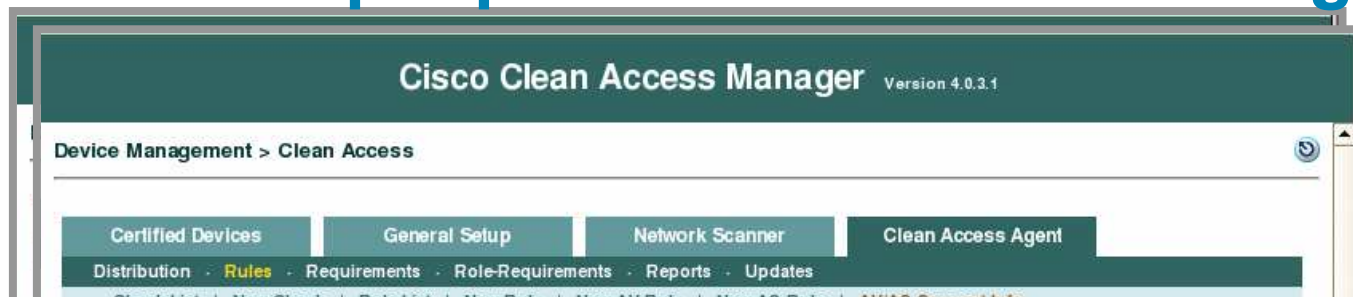 Cisco Clean Access Manager Version 4.0.3.1
Device Management > Clean Access
Certified Devices General Setup Network Scanner Clean Access Agent
Distribution · Rules · Requirements · Role-Requirements · Reports · Updates